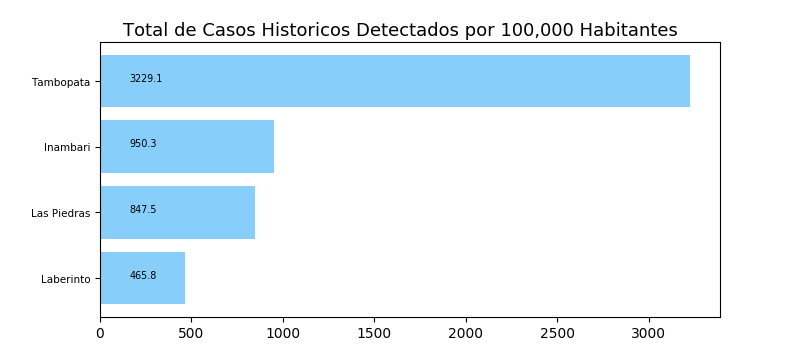 Total de Casos Historicos Detectados por 100,000 Habitantes
Tambopata 3229.1
Inambari 950.3
Las Piedras 847.5
Laberinto 465.8
0 500 1000 1500 2000 2500 3000